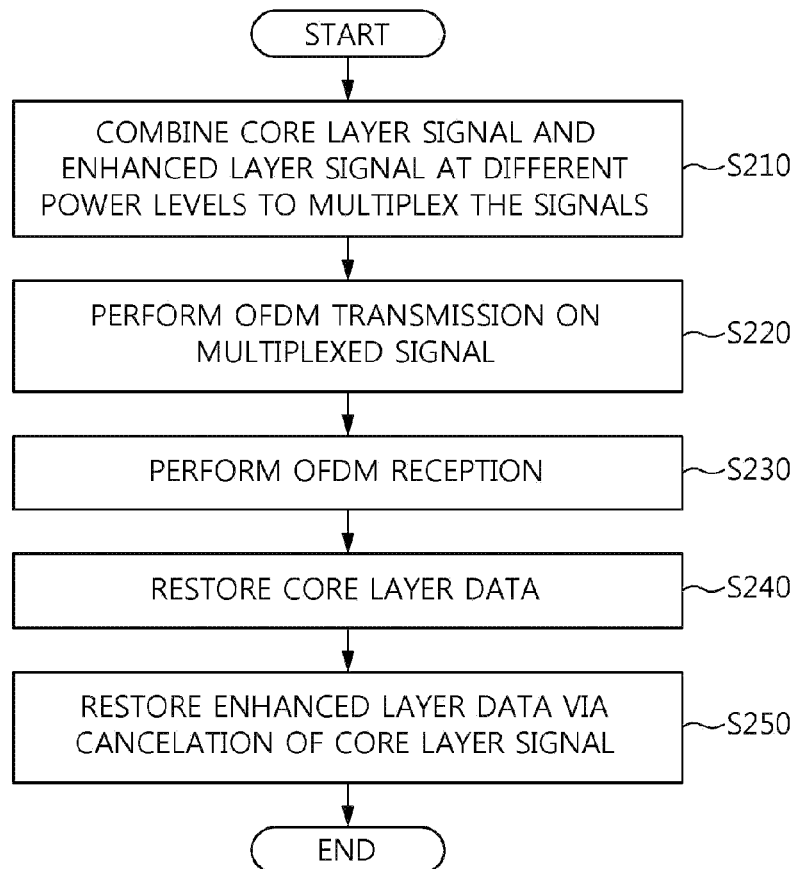 START
COMBINE CORE LAYER SIGNAL AND
ENHANCED LAYER SIGNAL AT DIFFERENT
POWER LEVELS TO MULTIPLEX THE SIGNALS
S210
PERFORM OFDM TRANSMISSION ON
MULTIPLEXED SIGNAL
S220
PERFORM OFDM RECEPTION
S230
RESTORE CORE LAYER DATA
S240
RESTORE ENHANCED LAYER DATA VIA
CANCELATION OF CORE LAYER SIGNAL
S250
END